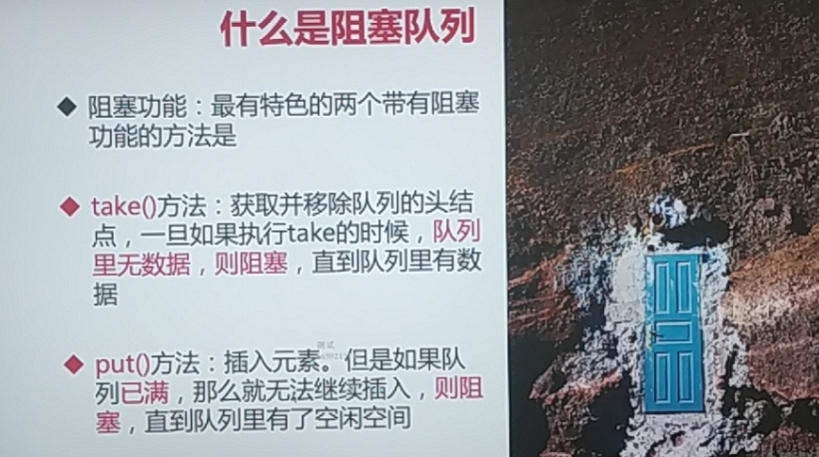 什么是阻塞队列
阻塞功能：最有特色的两个带有阻塞
功能的方法是
take()方法：获取并移除队列的头结
点，一旦如果执行take的时候，队列
里无数据，则阻塞，直到队列里有数
据
测试
put()方法：插入元素。但是如果队
列已满，那么就无法继续插入，则阻
塞，直到队列里有了空闲空间